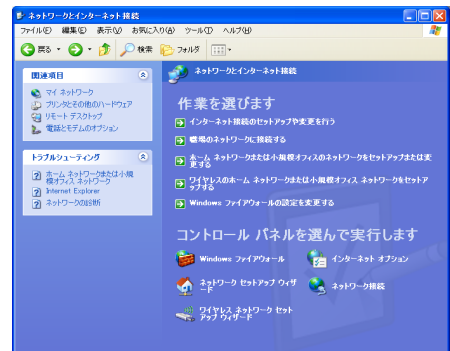 ネットワークとインターネット接続
ファイル(F) 編集(E) 表示(V) お気に入り(A) ツール(T) ヘルプ(H)
戻る 検索 フォルダ
関連項目
マイ ネットワーク
プリンタとその他のハードウェア
リモート デスクトップ
電話とモデムのオプション
トラブルシューティング
ホーム ネットワークまたは小規
模オフィス ネットワーク
Internet Explorer
ネットワークの診断
ネットワークとインターネット接続
作業を選びます
インターネット接続のセットアップや変更を行う
職場のネットワークに接続する
ホーム ネットワークまたは小規模オフィスのネットワークをセットアップまたは変
更する
ワイヤレスのホーム ネットワークまたは小規模オフィス ネットワークをセットア
ップする
Windows ファイアウォールの設定を変更する
コントロール パネルを選んで実行します
Windows ファイアウォール
インターネット オプション
ネットワーク セットアップ ウィザ
ード
ネットワーク接続
ワイヤレス ネットワーク セット
アップ ウィザード